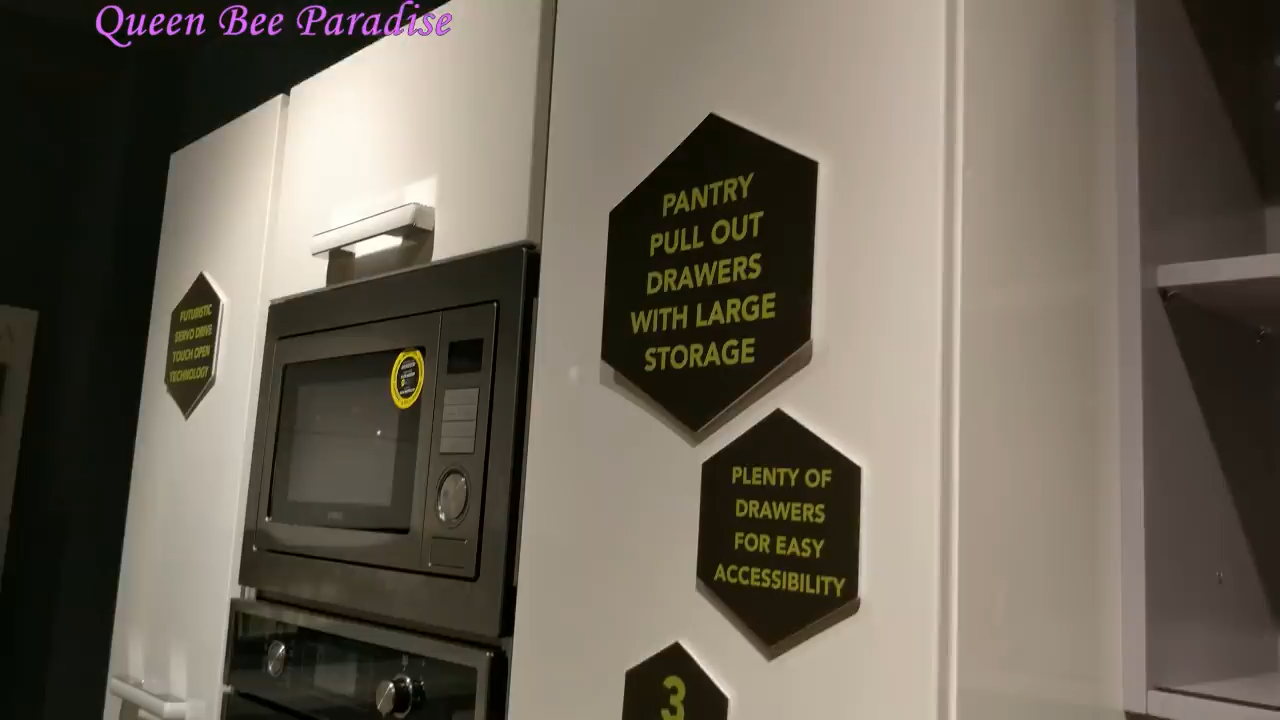 Queen Bee Paradise
FUTURISTIC
SERVO DRIVE
TOUCH OPEN
TECHNOLOGY
PANTRY
PULL OUT
DRAWERS
WITH LARGE
STORAGE
PLENTY OF
DRAWERS
FOR EASY
ACCESSIBILITY
3